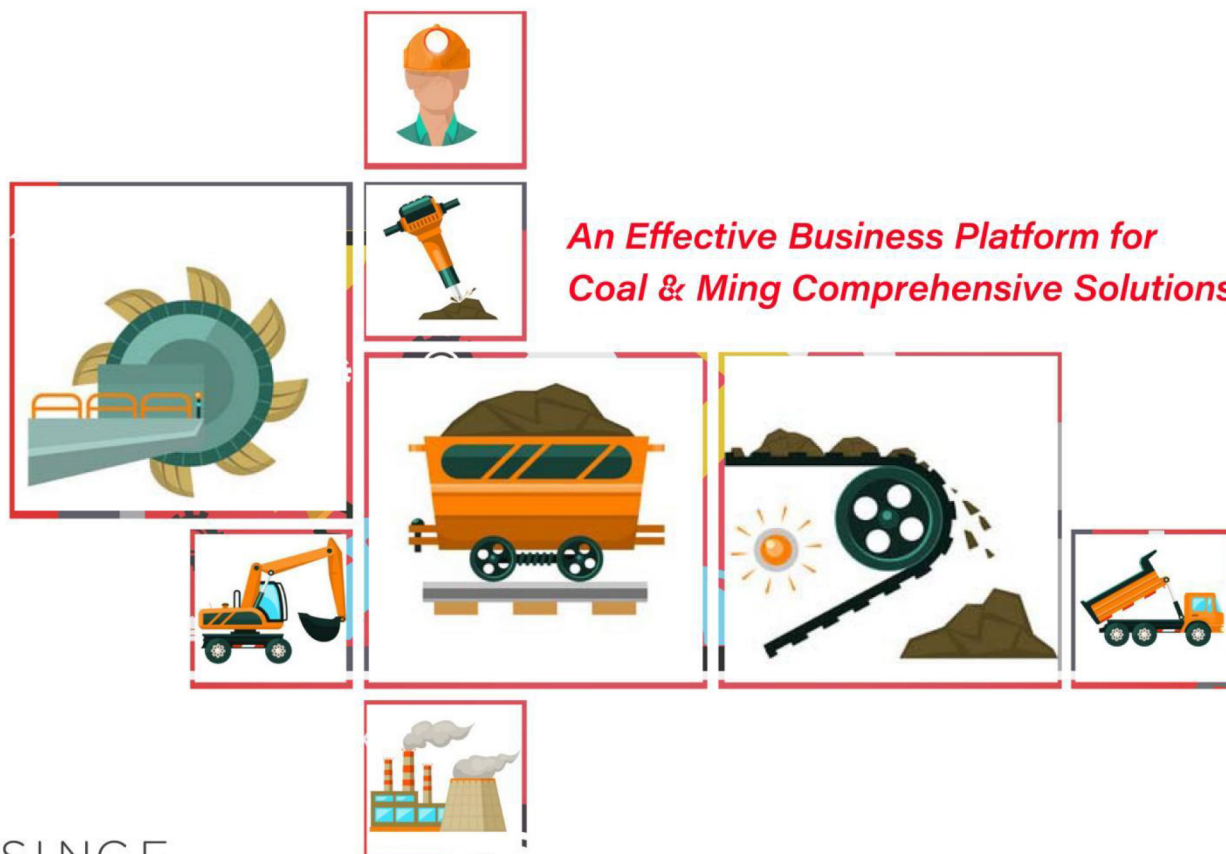 An Effective Business Platform for
Coal & Ming Comprehensive Solutions
SINCE